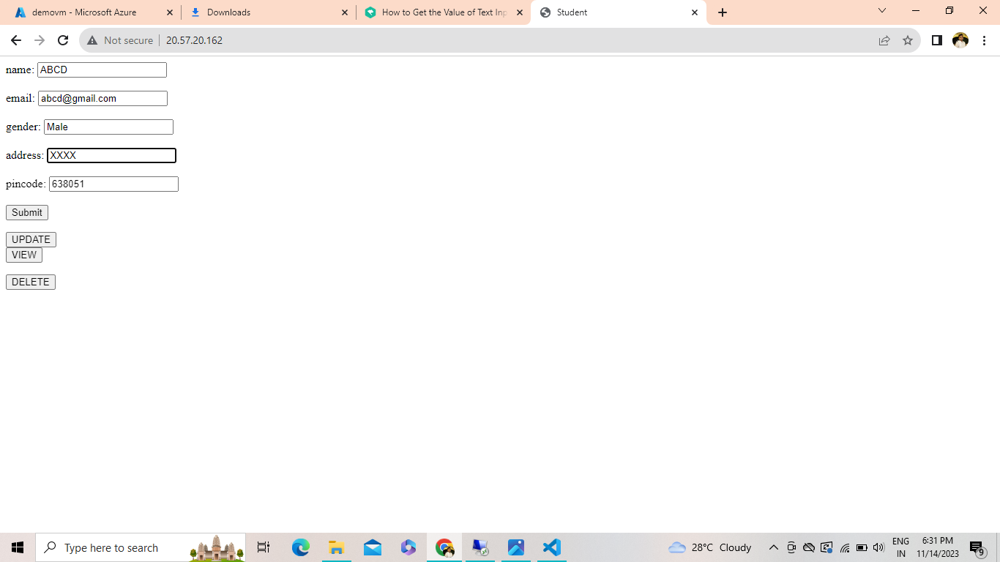 demovm - Microsoft Azure
Downloads
How to Get the Value of Text Inp
Student
Not secure
20.57.20.162
name: ABCD
email: abcd@gmail.com
gender: Male
address: XXXX
pincode: 638051
Submit
UPDATE
VIEW
DELETE
Type here to search
28°C Cloudy
ENG
IN
6:31 PM
11/14/2023
9